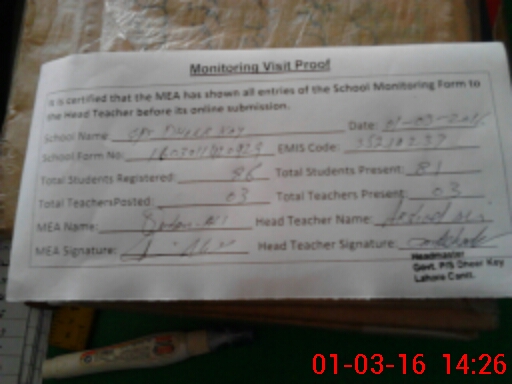 Monitoring Visit Proof
It is certified that the MEA has shown all entries of the School Monitoring Form to
the Head Teacher before its online submission.
School Name: Date: 01-03-2016
School Form No: EMIS Code: 35210237
Total Students Registered: 86 Total Students Present: 81
Total TeachersPosted: 03 Total Teachers Present: 03
MEA Name: Head Teacher Name:
MEA Signature: Head Teacher Signature:
Headmaster
Govt. P/S Dheer Key
Lahore Cantt.
01-03-16 14:26